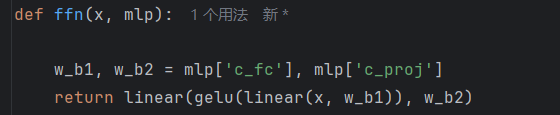 def ffn(x, mlp): 1 个用法 新 *
w_b1, w_b2 = mlp['c_fc'], mlp['c_proj']
return linear(gelu(linear(x, w_b1)), w_b2)